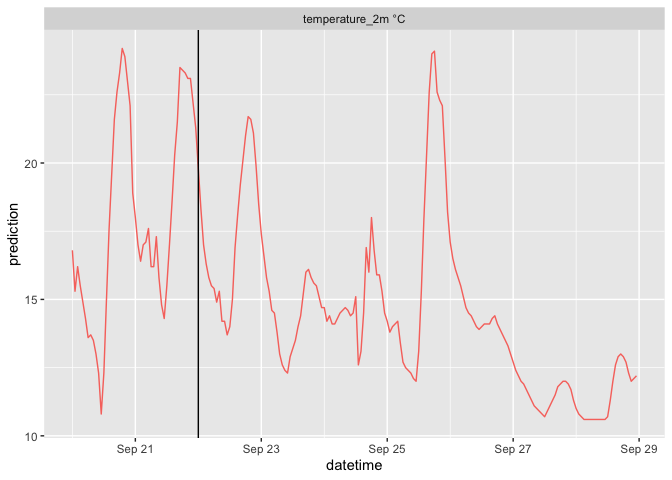 temperature_2m °C
prediction
20
15
10
Sep 21
Sep 23
Sep 25
Sep 27
Sep 29
datetime